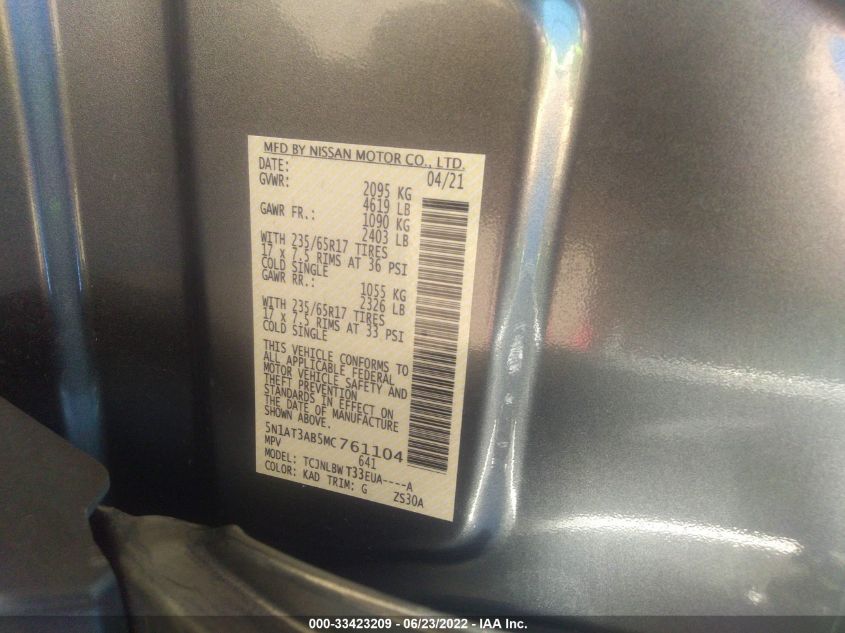 MFD BY NISSAN MOTOR CO., LTD.
DATE: 04/21
GVWR: 2095 KG
4619 LB
GAWR FR.: 1090 KG
2403 LB
WITH 235/65R17 TIRES
17 x 7.5 RIMS AT 36 PSI
COLD SINGLE
GAWR RR.: 1055 KG
2326 LB
WITH 235/65R17 TIRES
17 x 7.5 RIMS AT 33 PSI
COLD SINGLE
THIS VEHICLE CONFORMS TO
ALL APPLICABLE FEDERAL
MOTOR VEHICLE SAFETY AND
THEFT PREVENTION
STANDARDS IN EFFECT ON
THE DATE OF MANUFACTURE
SHOWN ABOVE.
5N1AT3AB5MC761104
MPV 641
MODEL: TCJNLBW T33EUA----A
COLOR: KAD TRIM: G ZS30A
000-33423209 - 06/23/2022 - IAA Inc.